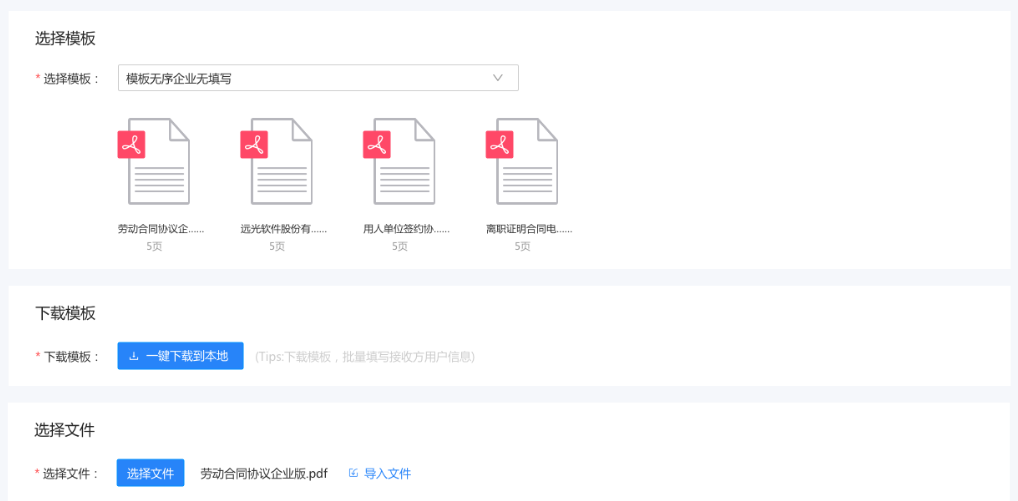 选择模板
* 选择模板： 模板无序企业无填写
劳动合同协议企...... 远光软件股份有...... 用人单位签约协...... 离职证明合同电......
5页 5页 5页 5页
下载模板
* 下载模板： 一键下载到本地 (Tips:下载模板，批量填写接收方用户信息)
选择文件
* 选择文件： 选择文件 劳动合同协议企业版.pdf 导入文件